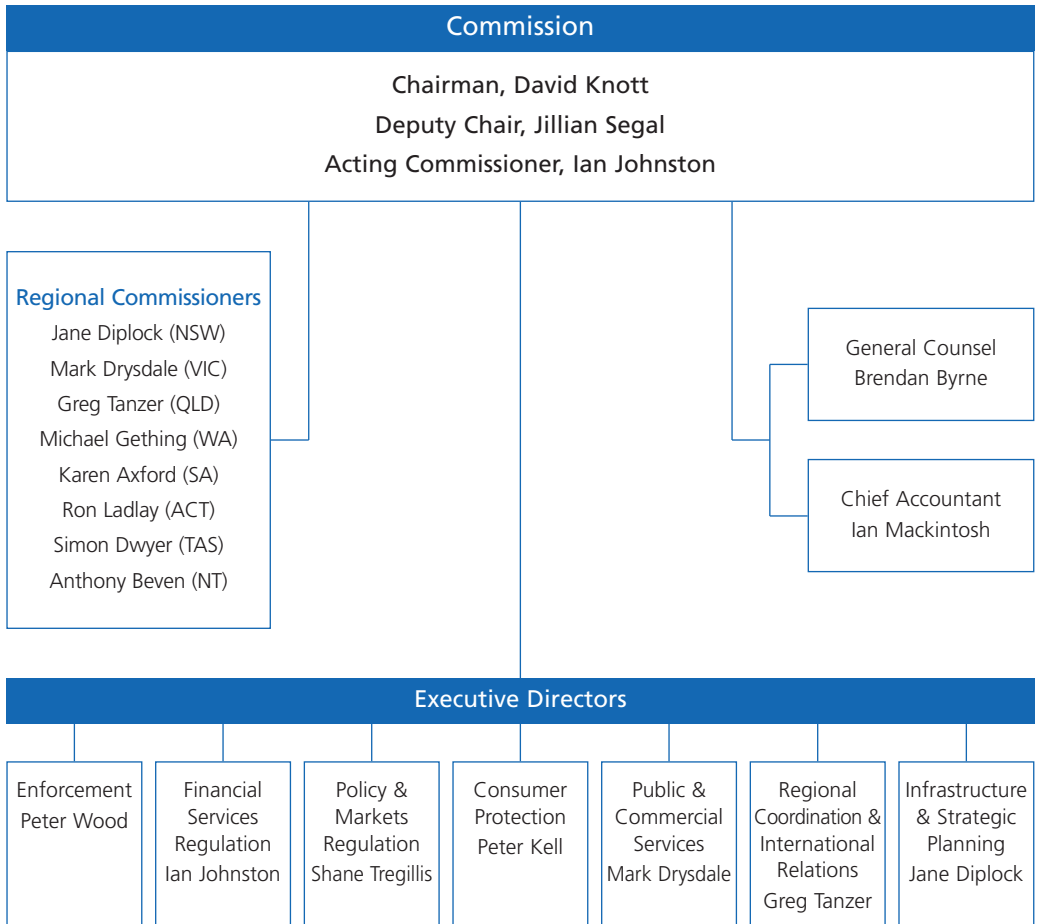 Commission
Chairman, David Knott
Deputy Chair, Jillian Segal
Acting Commissioner, Ian Johnston
Regional Commissioners
Jane Diplock (NSW)
Mark Drysdale (VIC)
Greg Tanzer (QLD)
Michael Gething (WA)
Karen Axford (SA)
Ron Ladlay (ACT)
Simon Dwyer (TAS)
Anthony Beven (NT)
General Counsel
Brendan Byrne
Chief Accountant
Ian Mackintosh
Executive Directors
Enforcement
Peter Wood
Financial
Services
Regulation
Ian Johnston
Policy &
Markets
Regulation
Shane Tregillis
Consumer
Protection
Peter Kell
Public &
Commercial
Services
Mark Drysdale
Regional
Coordination &
International
Relations
Greg Tanzer
Infrastructure
& Strategic
Planning
Jane Diplock